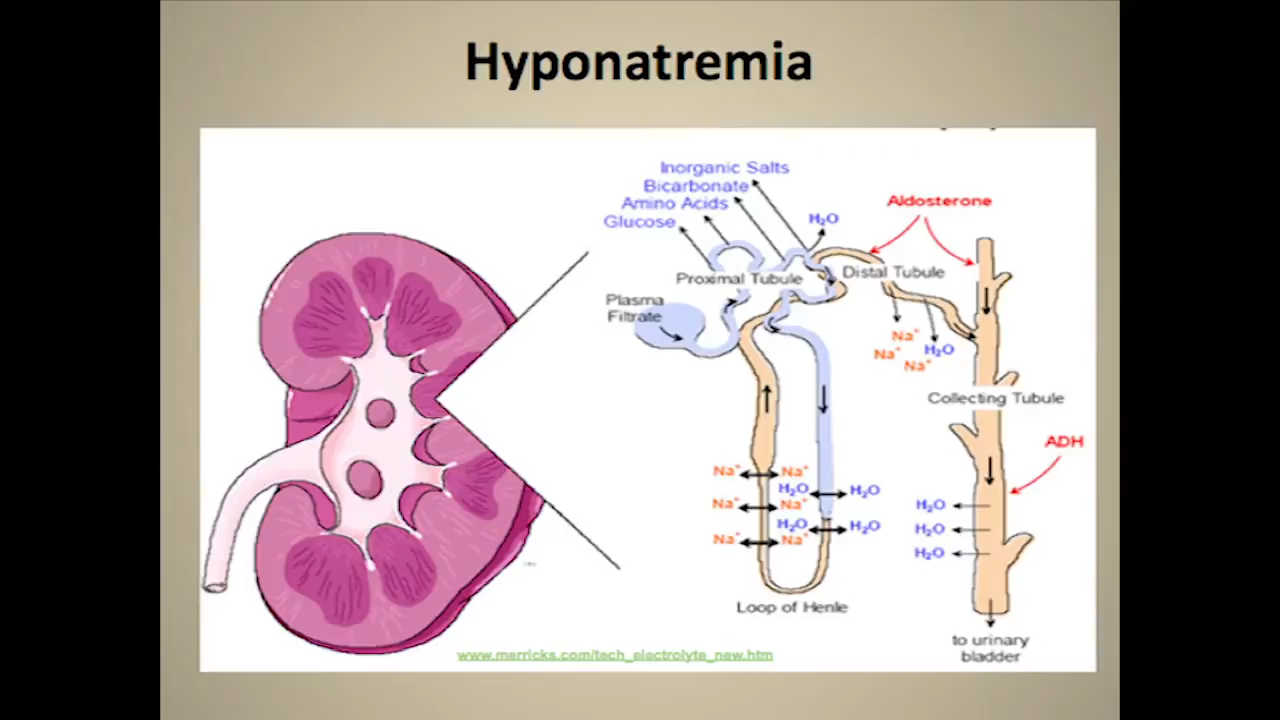 Hyponatremia
Inorganic Salts
Bicarbonate
Amino Acids
Glucose
H₂O
Aldosterone
Proximal Tubule
Distal Tubule
Plasma
Filtrate
Na⁺
Na⁺ H₂O
Na⁺
Collecting Tubule
ADH
Na⁺ Na⁺
H₂O H₂O
Na⁺ Na⁺
H₂O H₂O
Na⁺ Na⁺
H₂O
H₂O
H₂O
Loop of Henle
to urinary
bladder
www.merricks.com/tech_electrolyte_new.htm